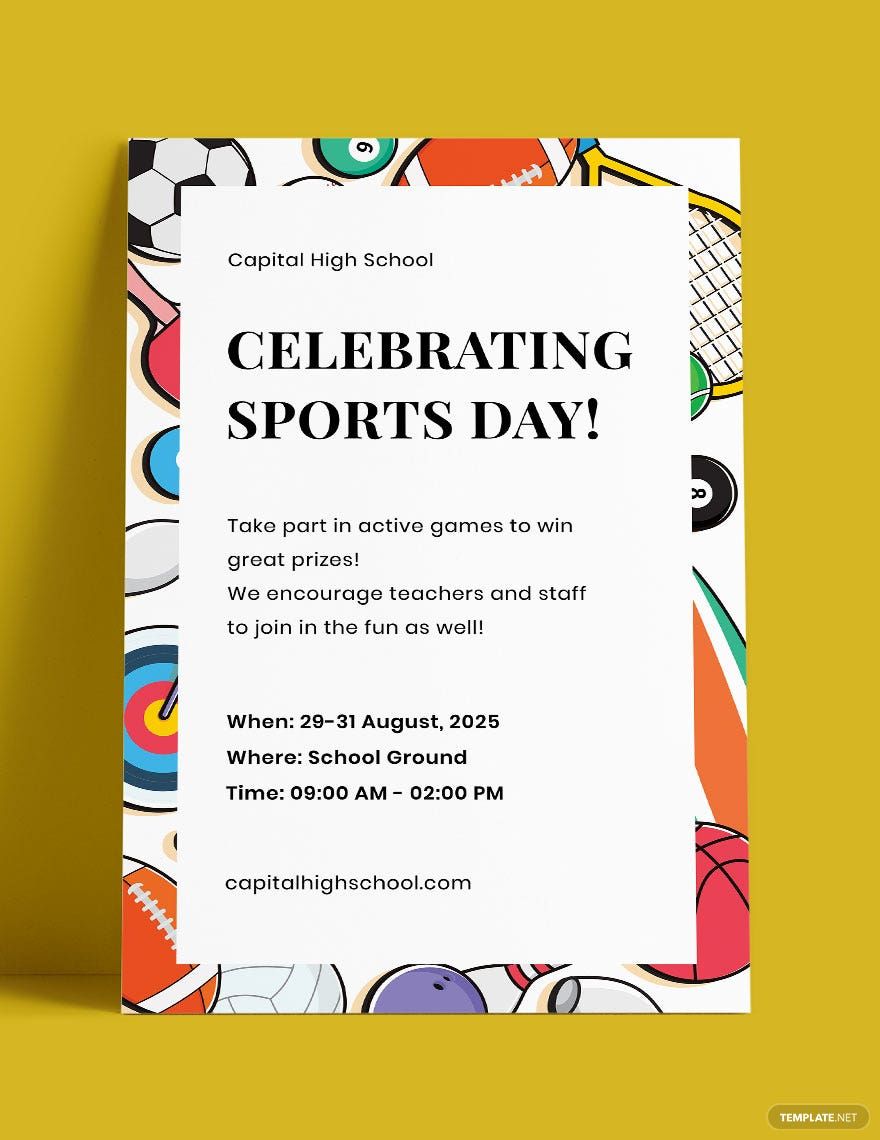 Capital High School
CELEBRATING
SPORTS DAY!
Take part in active games to win
great prizes!
We encourage teachers and staff
to join in the fun as well!
When: 29-31 August, 2025
Where: School Ground
Time: 09:00 AM - 02:00 PM
capitalhighschool.com
6
8
TEMPLATE.NET